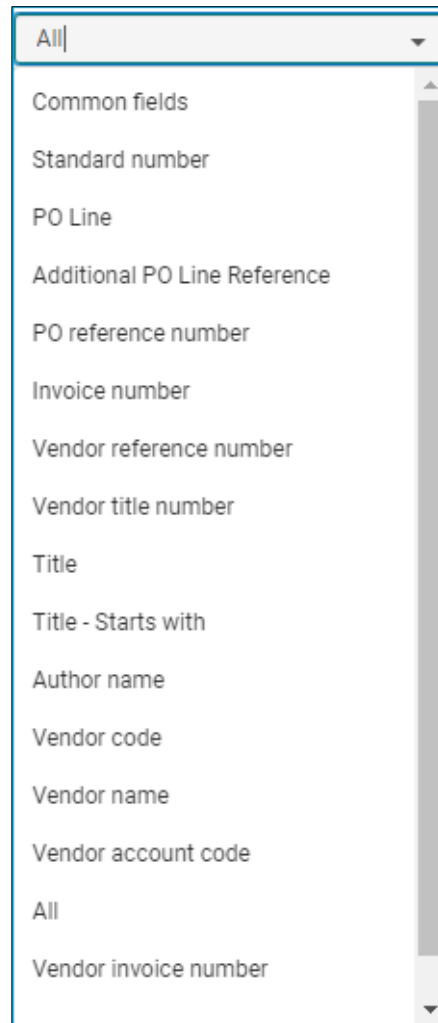 All
Common fields
Standard number
PO Line
Additional PO Line Reference
PO reference number
Invoice number
Vendor reference number
Vendor title number
Title
Title - Starts with
Author name
Vendor code
Vendor name
Vendor account code
All
Vendor invoice number